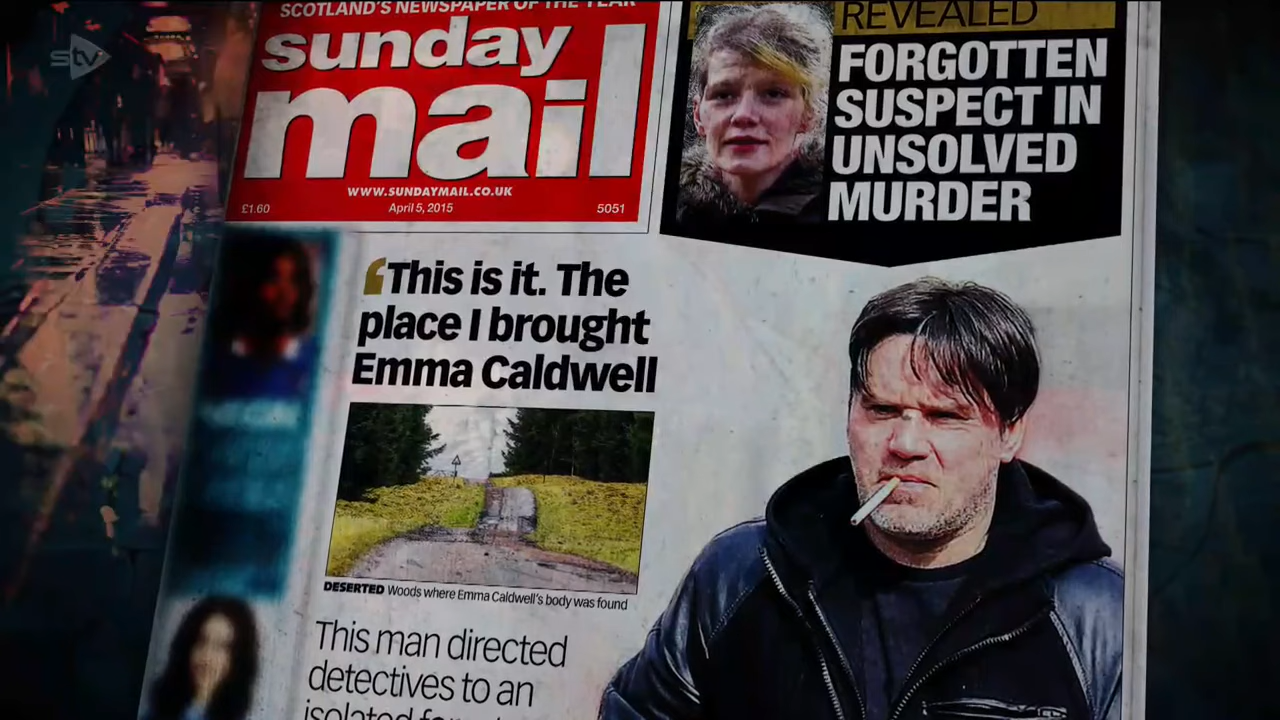 stv
SCOTLAND'S NEWSPAPER OF THE YEAR
sunday
mail
WWW.SUNDAYMAIL.CO.UK
£1.60
April 5, 2015
5051
REVEALED
FORGOTTEN
SUSPECT IN
UNSOLVED
MURDER
‘This is it. The
place I brought
Emma Caldwell
DESERTED Woods where Emma Caldwell's body was found
This man directed
detectives to an
isolated